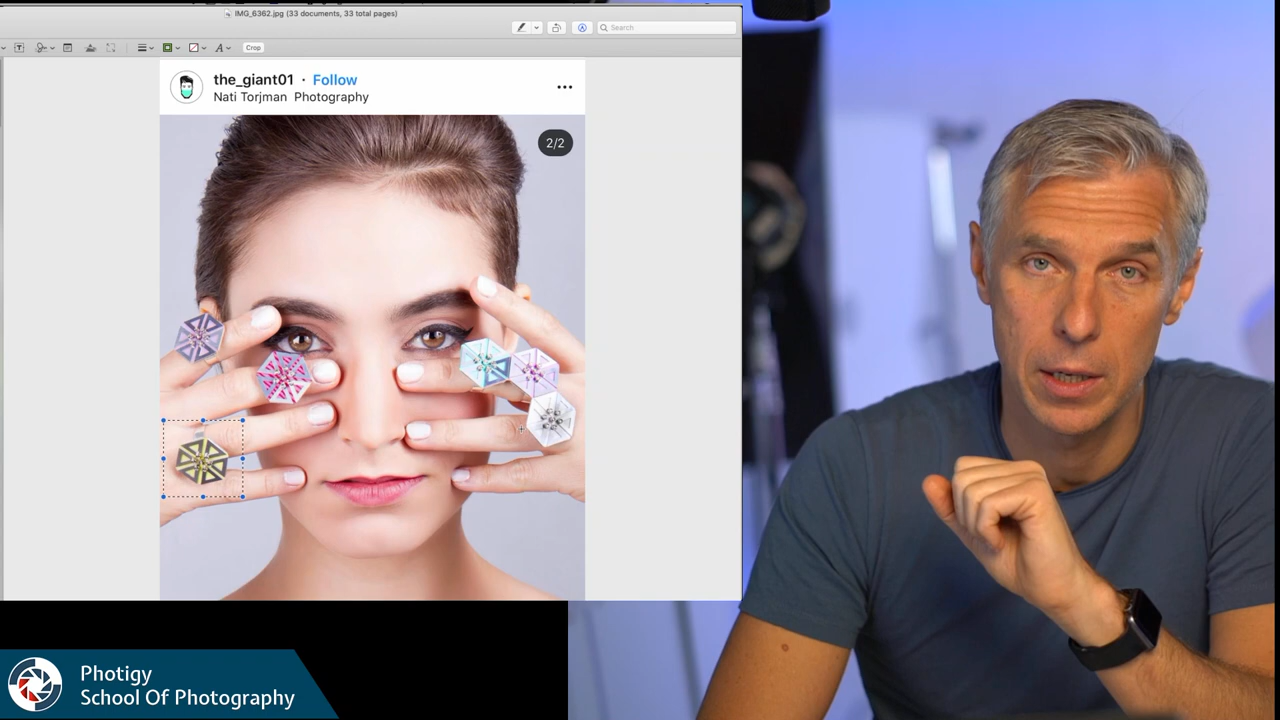 IMG_6362.jpg (33 documents, 33 total pages)
Search
Crop
the_giant01 · Follow
Nati Torjman Photography
2/2
Photigy
School Of Photography